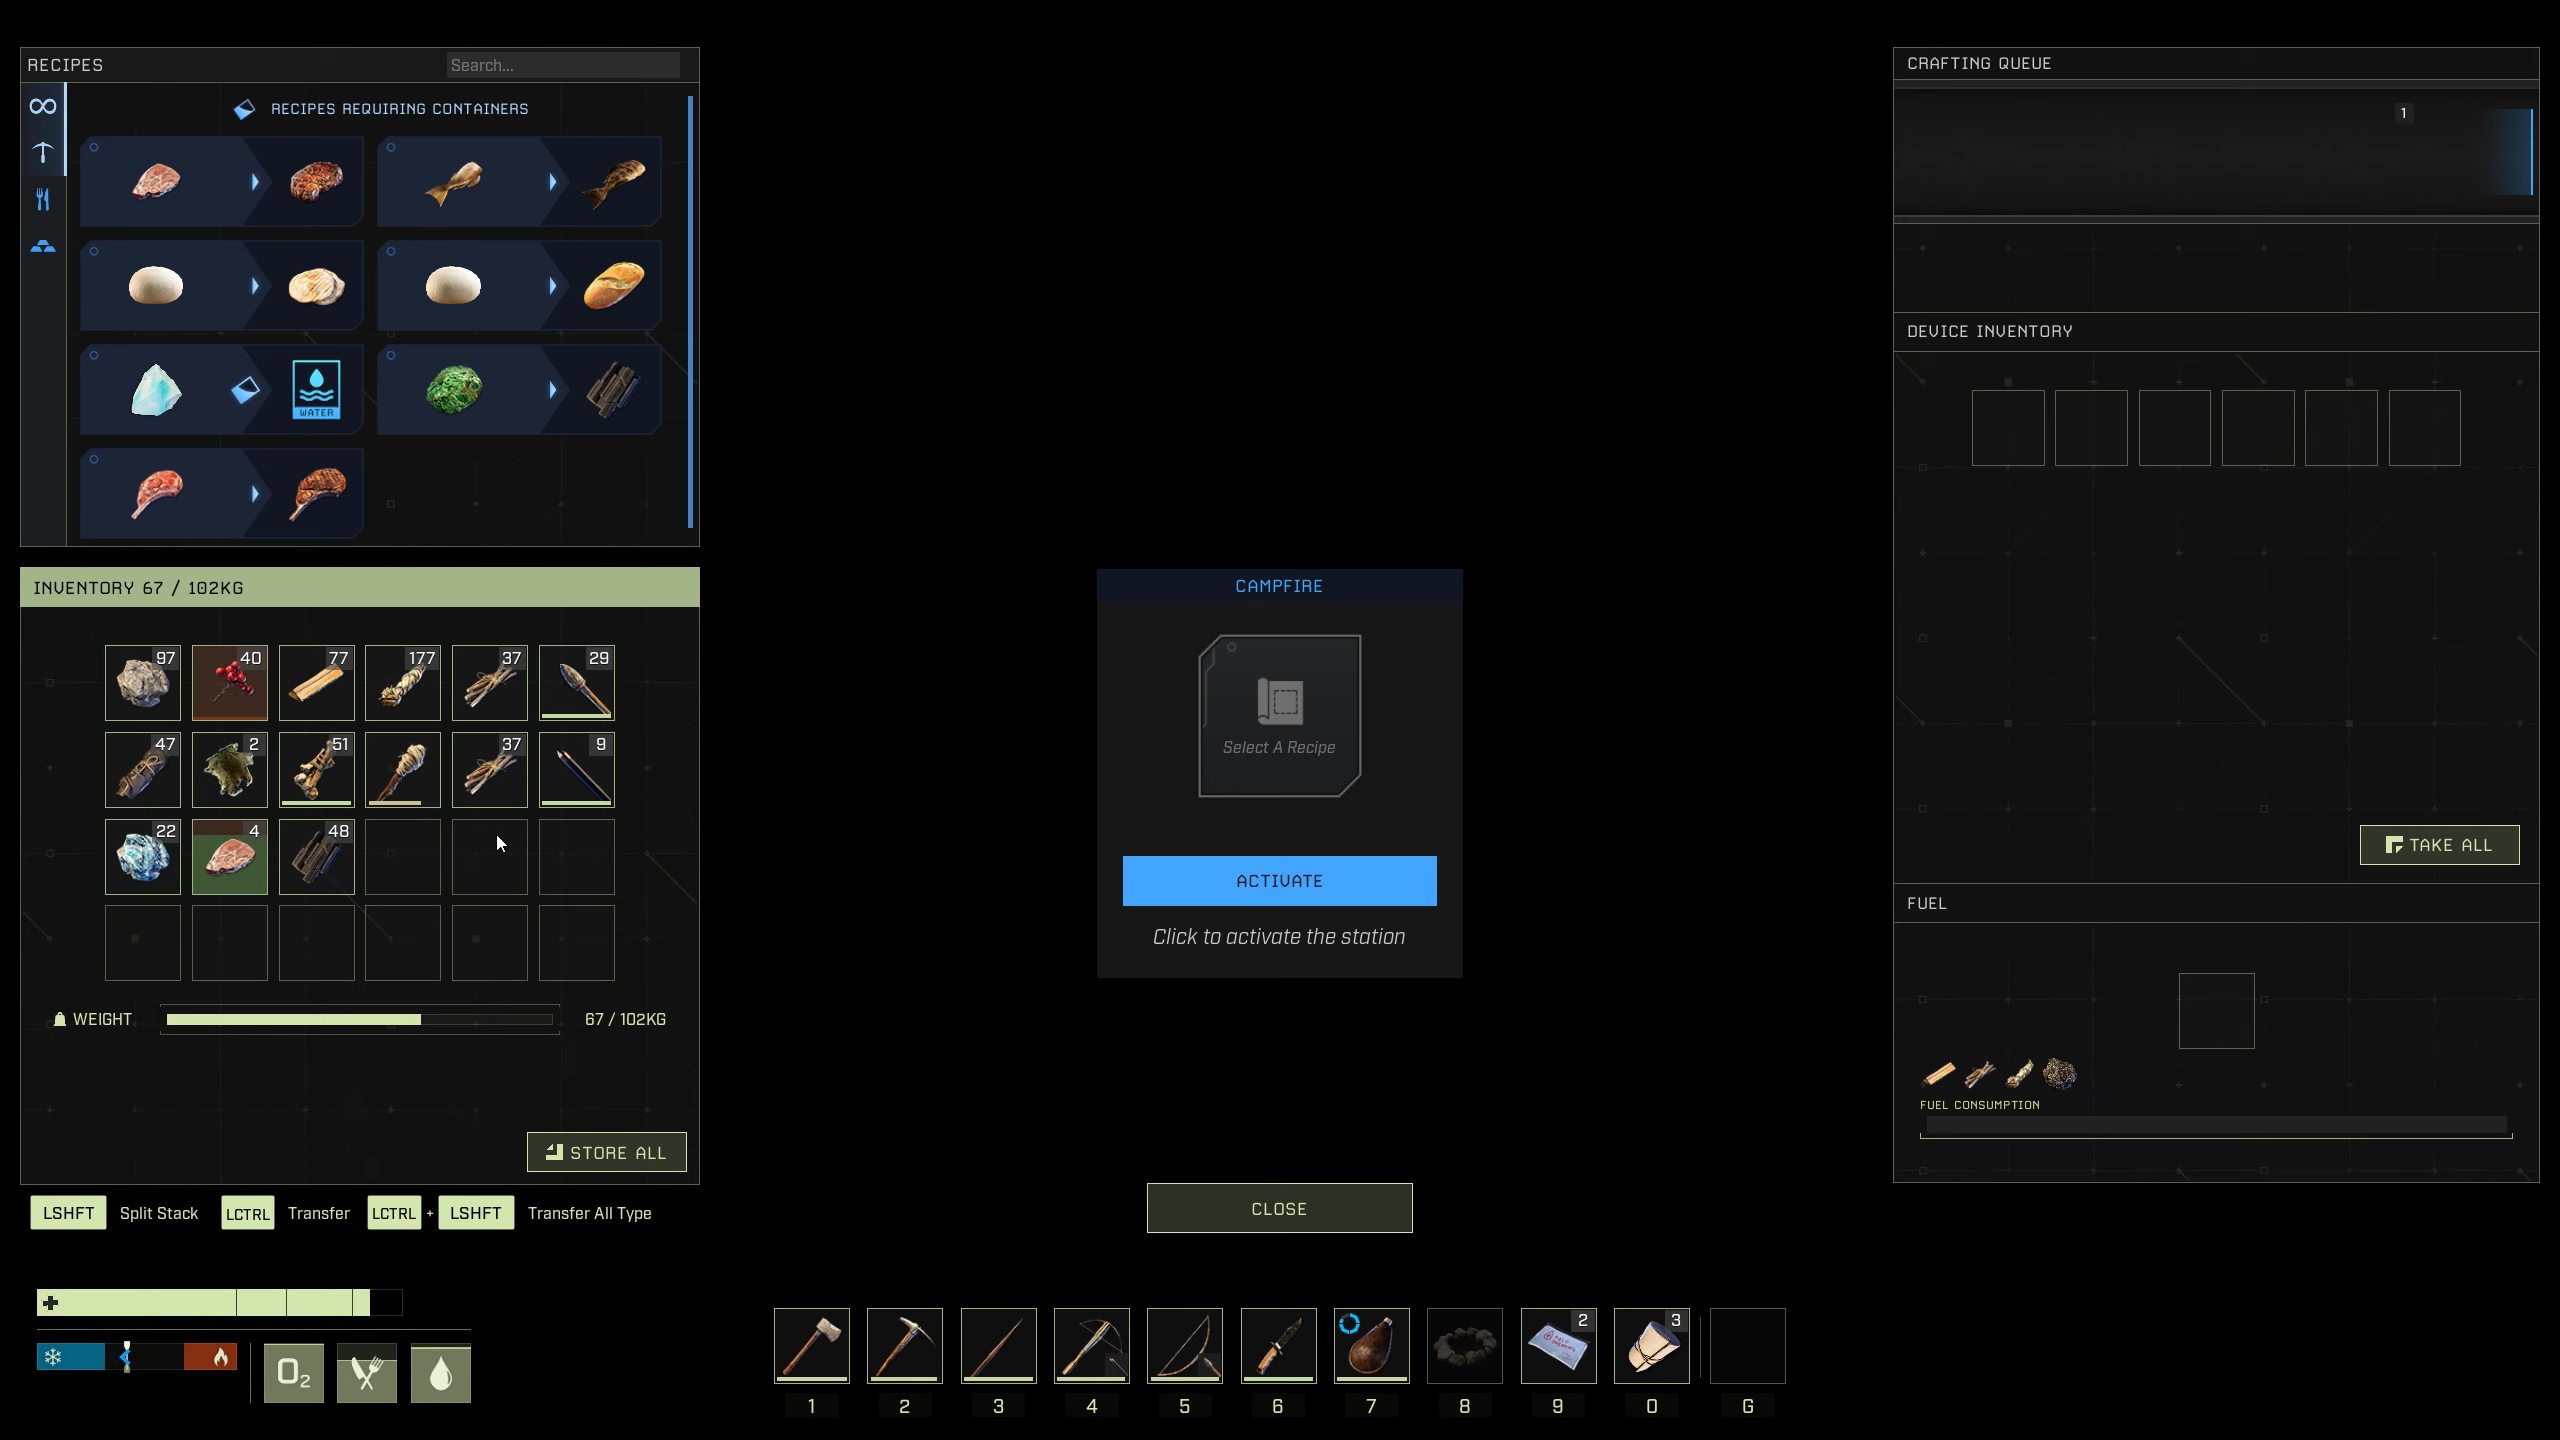 RECIPES
Search...
RECIPES REQUIRING CONTAINERS
WATER
INVENTORY 67 / 102KG
97 40 77 177 37 29
47 2 51 37 9
22 4 48
WEIGHT 67 / 102KG
STORE ALL
LSHFT Split Stack LCTRL Transfer LCTRL + LSHFT Transfer All Type
O2
CAMPFIRE
Select A Recipe
ACTIVATE
Click to activate the station
CLOSE
2 3
1 2 3 4 5 6 7 8 9 0 G
CRAFTING QUEUE
1
DEVICE INVENTORY
TAKE ALL
FUEL
FUEL CONSUMPTION